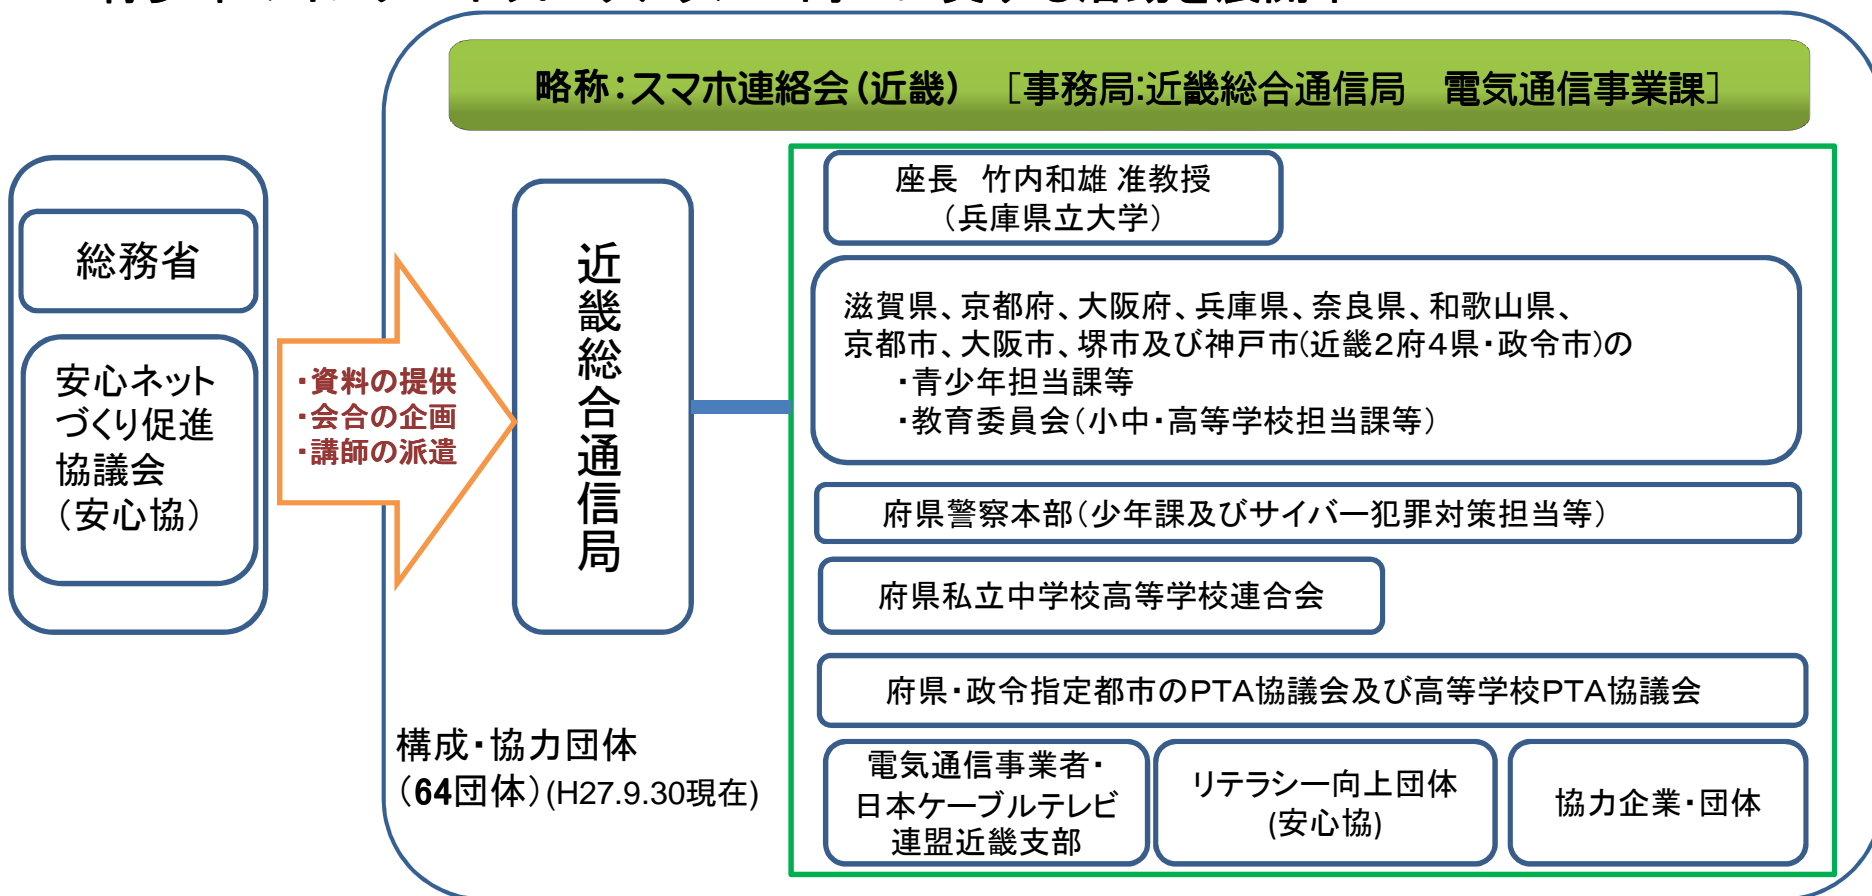 略称：スマホ連絡会（近畿）　［事務局：近畿総合通信局　電気通信事業課］
総務省
安心ネット
づくり促進
協議会
（安心協）
・資料の提供
・会合の企画
・講師の派遣
近畿総合通信局
座長　竹内和雄 准教授
（兵庫県立大学）
滋賀県、京都府、大阪府、兵庫県、奈良県、和歌山県、
京都市、大阪市、堺市及び神戸市(近畿２府４県・政令市)の
・青少年担当課等
・教育委員会（小中・高等学校担当課等）
府県警察本部（少年課及びサイバー犯罪対策担当等）
府県私立中学校高等学校連合会
府県・政令指定都市のPTA協議会及び高等学校PTA協議会
電気通信事業者・
日本ケーブルテレビ
連盟近畿支部
リテラシー向上団体
(安心協)
協力企業・団体
構成・協力団体
（64団体）(H27.9.30現在)